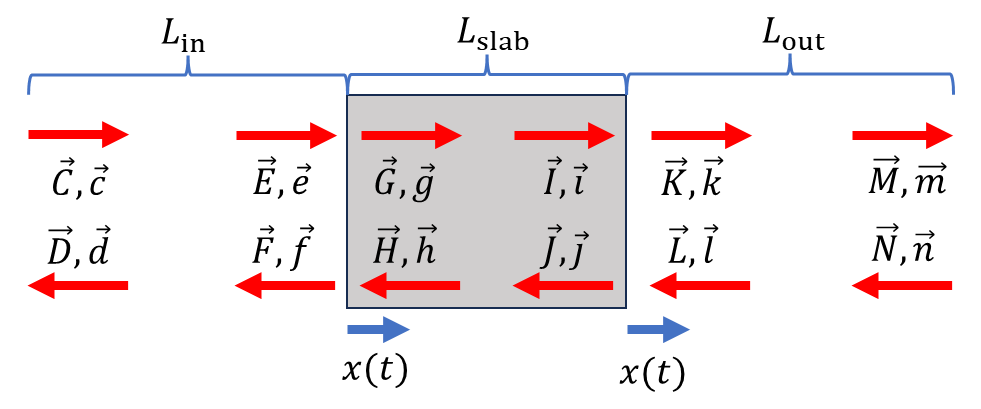 L_in L_slab L_out
C⃗, c⃗ E⃗, e⃗ G⃗, g⃗ I⃗, ı⃗ K⃗, k⃗ M⃗, m⃗
D⃗, d⃗ F⃗, f⃗ H⃗, h⃗ J⃗, ȷ⃗ L⃗, l⃗ N⃗, n⃗
x(t) x(t)